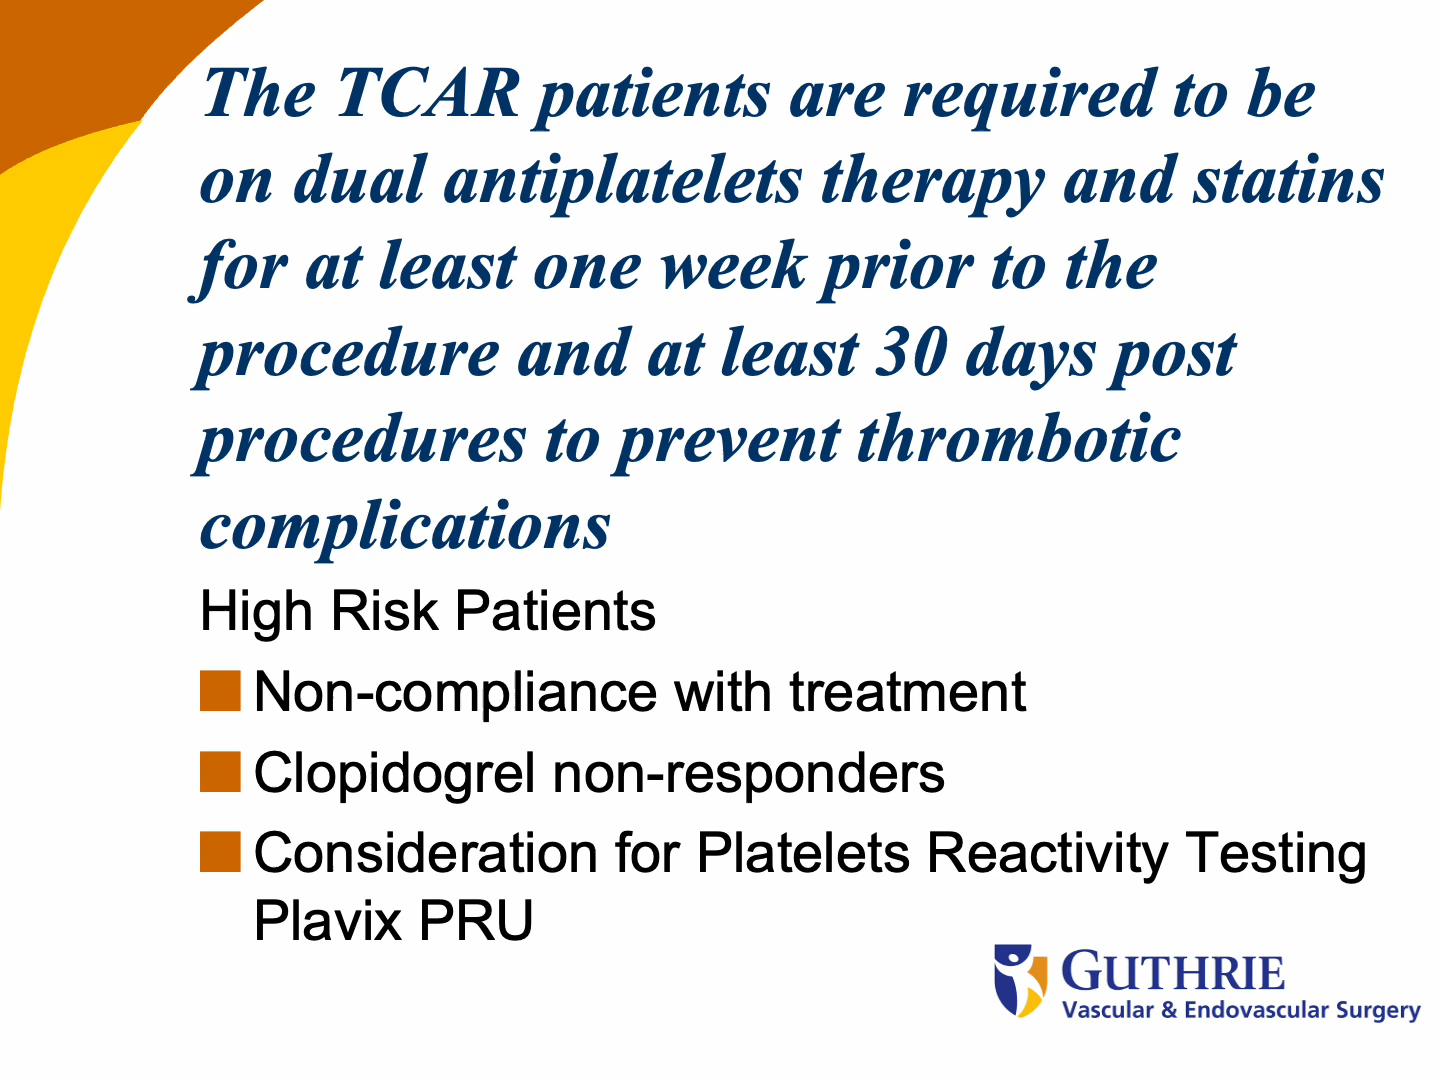 The TCAR patients are required to be
on dual antiplatelets therapy and statins
for at least one week prior to the
procedure and at least 30 days post
procedures to prevent thrombotic
complications
High Risk Patients
Non-compliance with treatment
Clopidogrel non-responders
Consideration for Platelets Reactivity Testing
Plavix PRU
GUTHRIE
Vascular & Endovascular Surgery